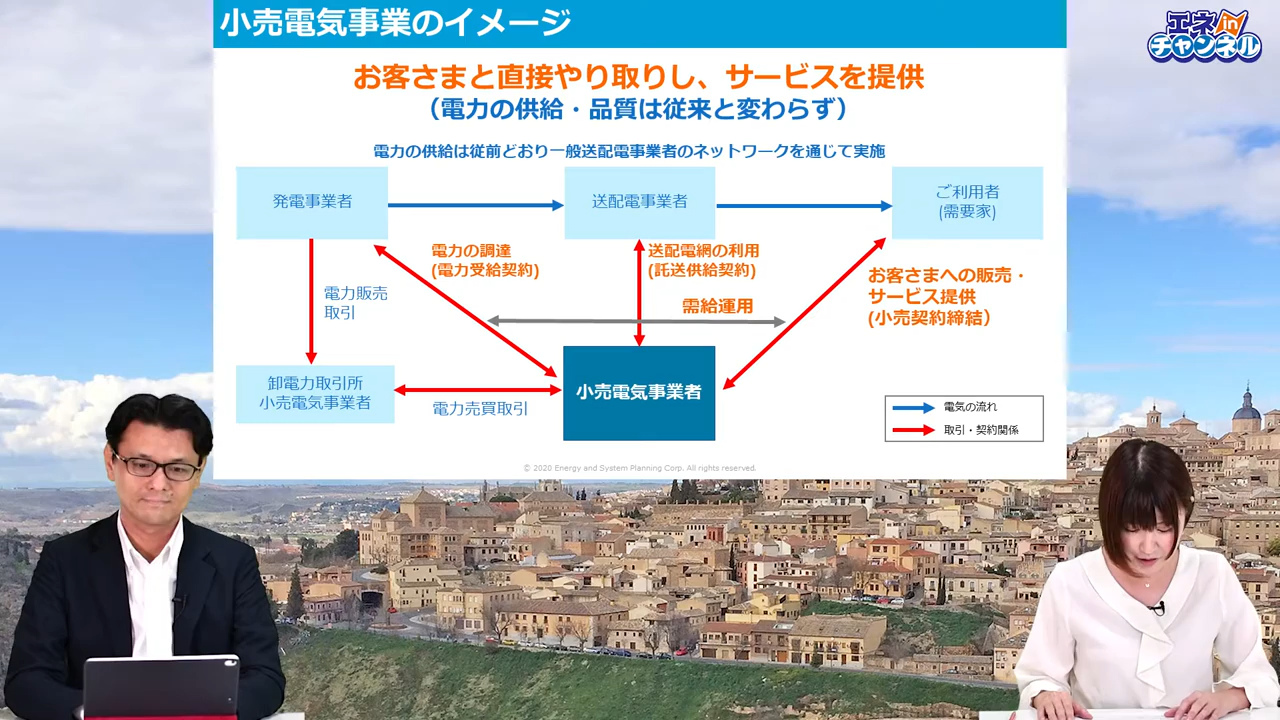 小売電気事業のイメージ
エネinチャンネル
お客さまと直接やり取りし、サービスを提供
（電力の供給・品質は従来と変わらず）
電力の供給は従前どおり一般送配電事業者のネットワークを通じて実施
発電事業者
送配電事業者
ご利用者
(需要家)
電力の調達
(電力受給契約)
送配電網の利用
(託送供給契約)
お客さまへの販売・
サービス提供
(小売契約締結）
電力販売
取引
需給運用
卸電力取引所
小売電気事業者
電力売買取引
小売電気事業者
電気の流れ
取引・契約関係
© 2020 Energy and System Planning Corp. All rights reserved.